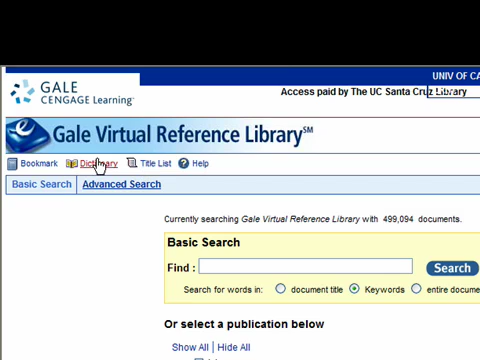 UNIV OF CA
GALE
CENGAGE Learning™
Access paid by The UC Santa Cruz Library
e Gale Virtual Reference Library SM
Bookmark Dictionary Title List ? Help
Basic Search Advanced Search
Currently searching Gale Virtual Reference Library with 499,094 documents.
Basic Search
Find : Search
Search for words in: document title Keywords entire docume
Or select a publication below
Show All | Hide All